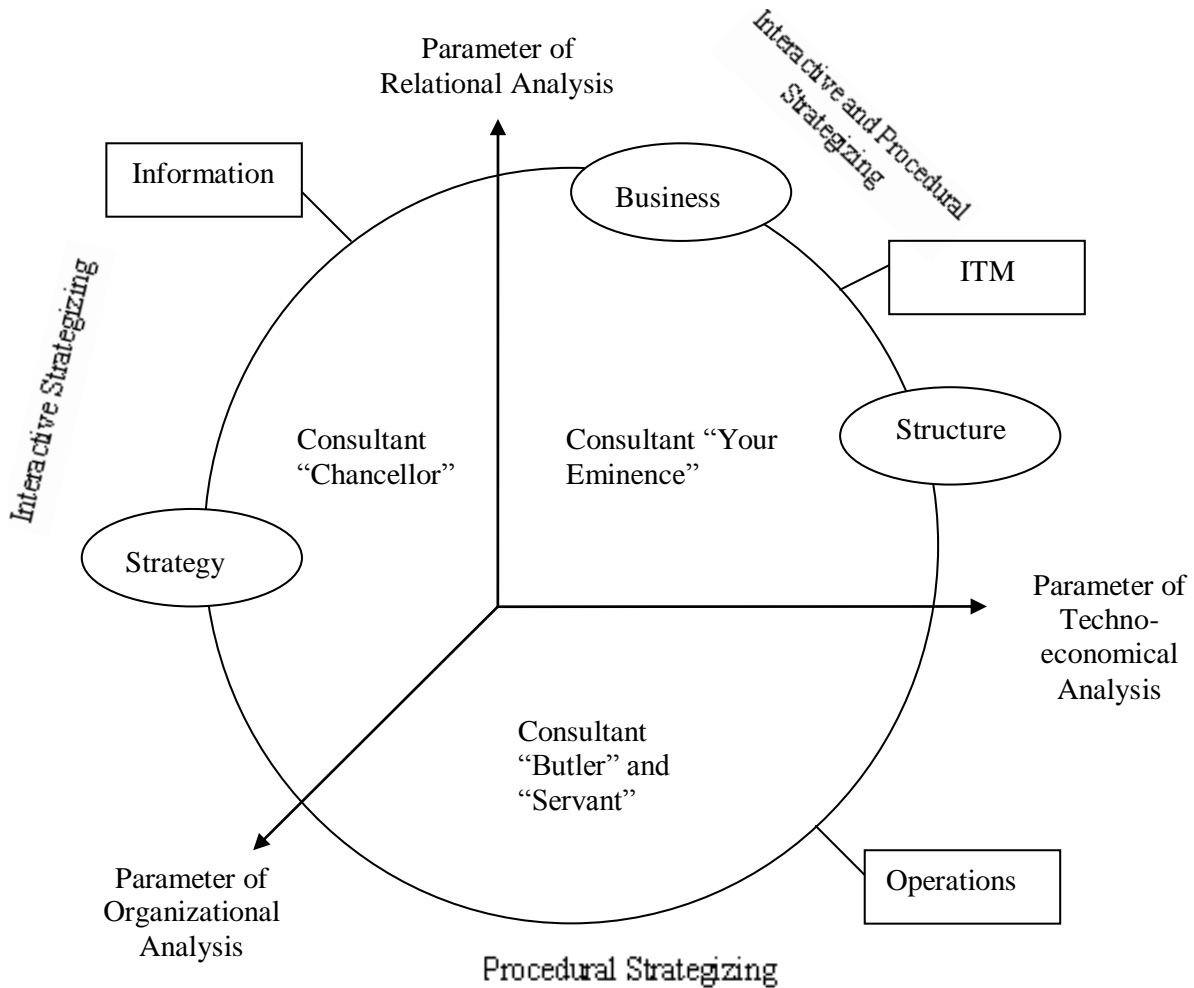 Parameter of
Relational Analysis
Interactive and Procedural
Strategizing
Information
Business
ITM
Interactive Strategizing
Consultant
“Chancellor”
Consultant “Your
Eminence”
Structure
Strategy
Parameter of
Techno-
economical
Analysis
Consultant
“Butler” and
“Servant”
Parameter of
Organizational
Analysis
Operations
Procedural Strategizing